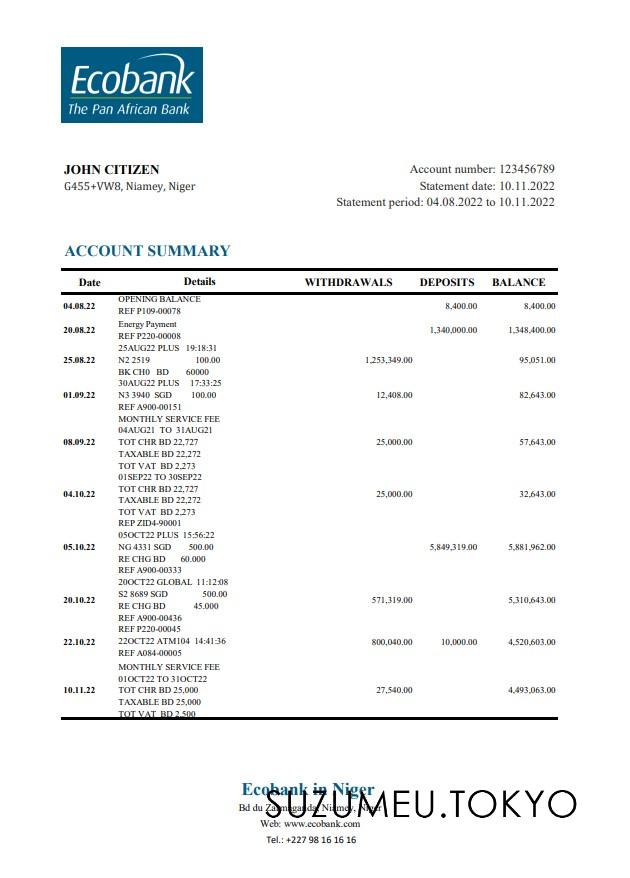 Ecobank
The Pan African Bank
JOHN CITIZEN
G455+VW8, Niamey, Niger
Account number: 123456789
Statement date: 10.11.2022
Statement period: 04.08.2022 to 10.11.2022
ACCOUNT SUMMARY
Date Details WITHDRAWALS DEPOSITS BALANCE
OPENING BALANCE
04.08.22 8,400.00 8,400.00
REF P109-00078
Energy Payment
20.08.22 1,340,000.00 1,348,400.00
REF P220-00008
25AUG22 PLUS 19:18:31
25.08.22 N2 2519 100.00 1,253,349.00 95,051.00
BK CH0 BD 60000
30AUG22 PLUS 17:33:25
01.09.22 N3 3940 SGD 100.00 12,408.00 82,643.00
REF A900-00151
MONTHLY SERVICE FEE
04AUG21 TO 31AUG21
08.09.22 TOT CHR BD 22,727 25,000.00 57,643.00
TAXABLE BD 22,272
TOT VAT BD 2,273
01SEP22 TO 30SEP22
TOT CHR BD 22,727
04.10.22 25,000.00 32,643.00
TAXABLE BD 22,272
TOT VAT BD 2,273
REP ZID4-90001
05OCT22 PLUS 15:56:22
05.10.22 NG 4331 SGD 500.00 5,849,319.00 5,881,962.00
RE CHG BD 60.000
REF A900-00333
20OCT22 GLOBAL 11:12:08
S2 8689 SGD 500.00
20.10.22 571,319.00 5,310,643.00
RE CHG BD 45.000
REF A900-00436
REF P220-00045
22.10.22 22OCT22 ATM104 14:41:36 800,040.00 10,000.00 4,520,603.00
REF A084-00005
MONTHLY SERVICE FEE
01OCT22 TO 31OCT22
10.11.22 TOT CHR BD 25,000 27,540.00 4,493,063.00
TAXABLE BD 25,000
TOT VAT BD 2,500
Ecobank in Niger
SUZUMEU.TOKYO
Bd du Zarmaganda, Niamey, Niger
Web: www.ecobank.com
Tel.: +227 98 16 16 16